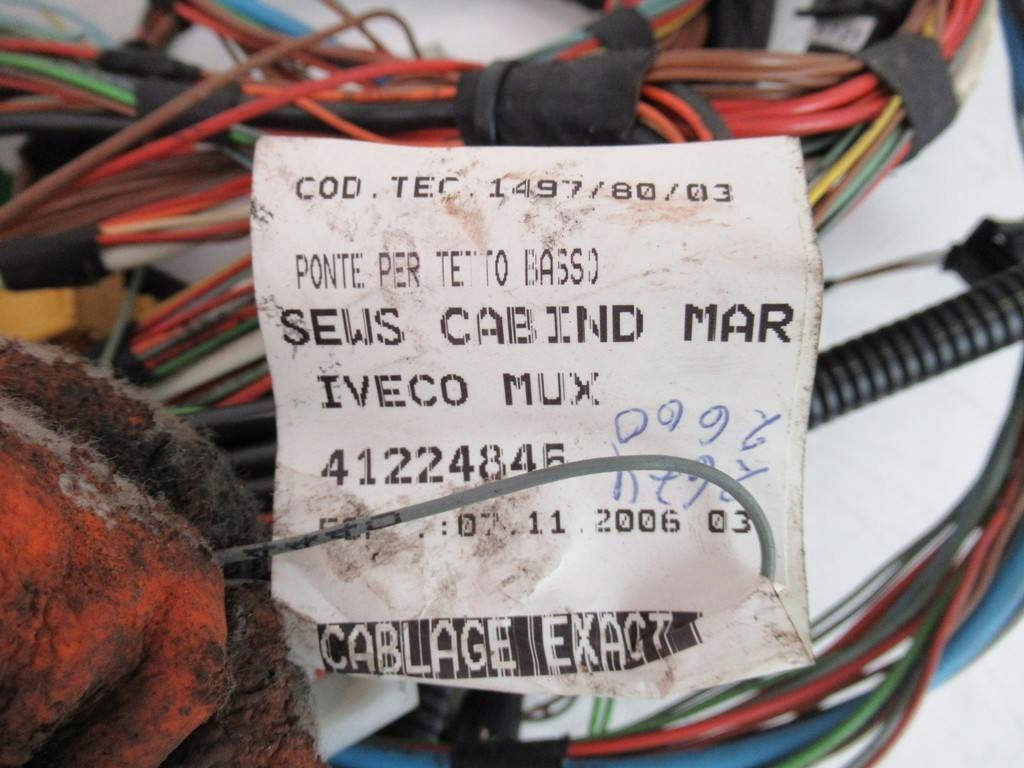 COD.TEC 1497/80/03
PONTE PER TETTO BASSO
SEWS CABIND MAR
IVECO MUX
2600
41224846
:07.11.2006 03
CABLAGE EXACT